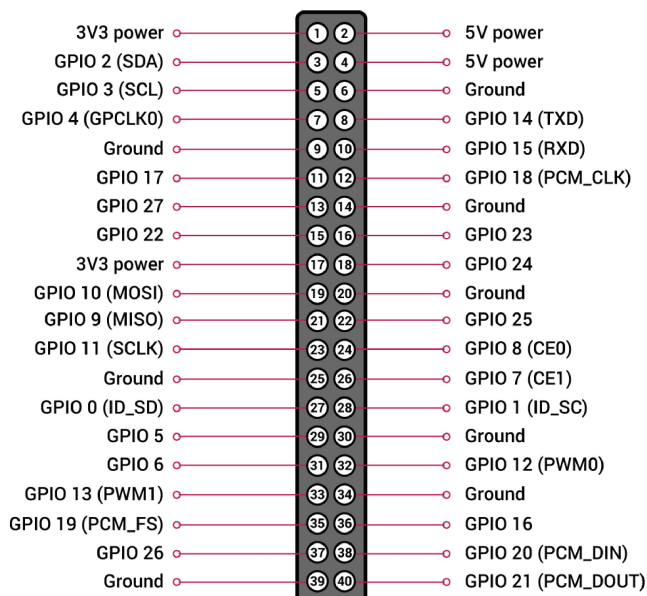 3V3 power 1 2 5V power
GPIO 2 (SDA) 3 4 5V power
GPIO 3 (SCL) 5 6 Ground
GPIO 4 (GPCLK0) 7 8 GPIO 14 (TXD)
Ground 9 10 GPIO 15 (RXD)
GPIO 17 11 12 GPIO 18 (PCM_CLK)
GPIO 27 13 14 Ground
GPIO 22 15 16 GPIO 23
3V3 power 17 18 GPIO 24
GPIO 10 (MOSI) 19 20 Ground
GPIO 9 (MISO) 21 22 GPIO 25
GPIO 11 (SCLK) 23 24 GPIO 8 (CE0)
Ground 25 26 GPIO 7 (CE1)
GPIO 0 (ID_SD) 27 28 GPIO 1 (ID_SC)
GPIO 5 29 30 Ground
GPIO 6 31 32 GPIO 12 (PWM0)
GPIO 13 (PWM1) 33 34 Ground
GPIO 19 (PCM_FS) 35 36 GPIO 16
GPIO 26 37 38 GPIO 20 (PCM_DIN)
Ground 39 40 GPIO 21 (PCM_DOUT)